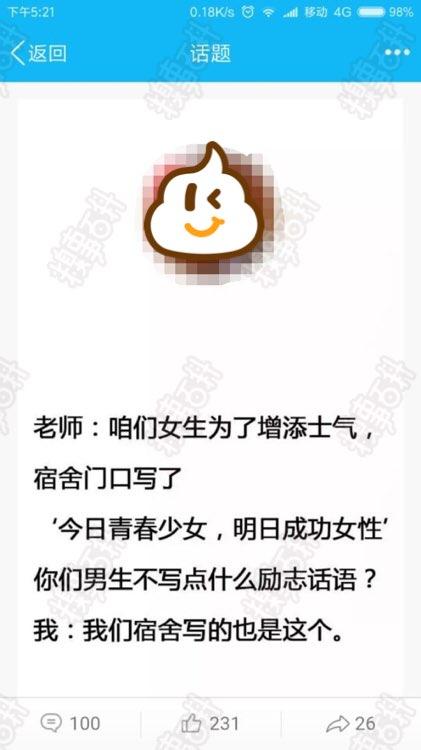 下午5:21
0.18K/s 移动 4G 98%
返回
话题
老师：咱们女生为了增添士气，
宿舍门口写了
‘今日青春少女，明日成功女性’
你们男生不写点什么励志话语？
我：我们宿舍写的也是这个。
100
231
26